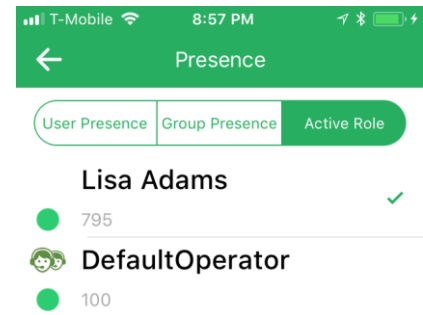 T-Mobile 8:57 PM
Presence
User Presence Group Presence Active Role
Lisa Adams
795
DefaultOperator
100